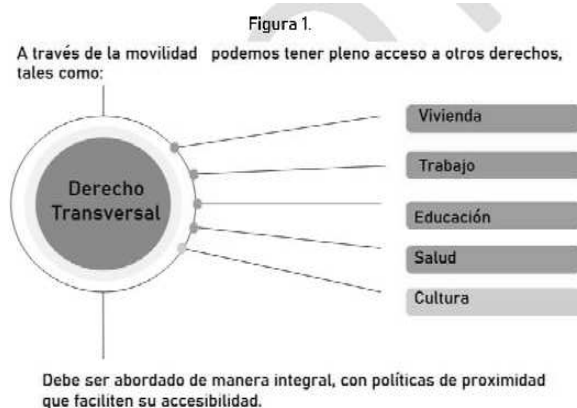 Figura 1.
A través de la movilidad podemos tener pleno acceso a otros derechos,
tales como:
Derecho
Transversal
Vivienda
Trabajo
Educación
Salud
Cultura
Debe ser abordado de manera integral, con políticas de proximidad
que faciliten su accesibilidad.